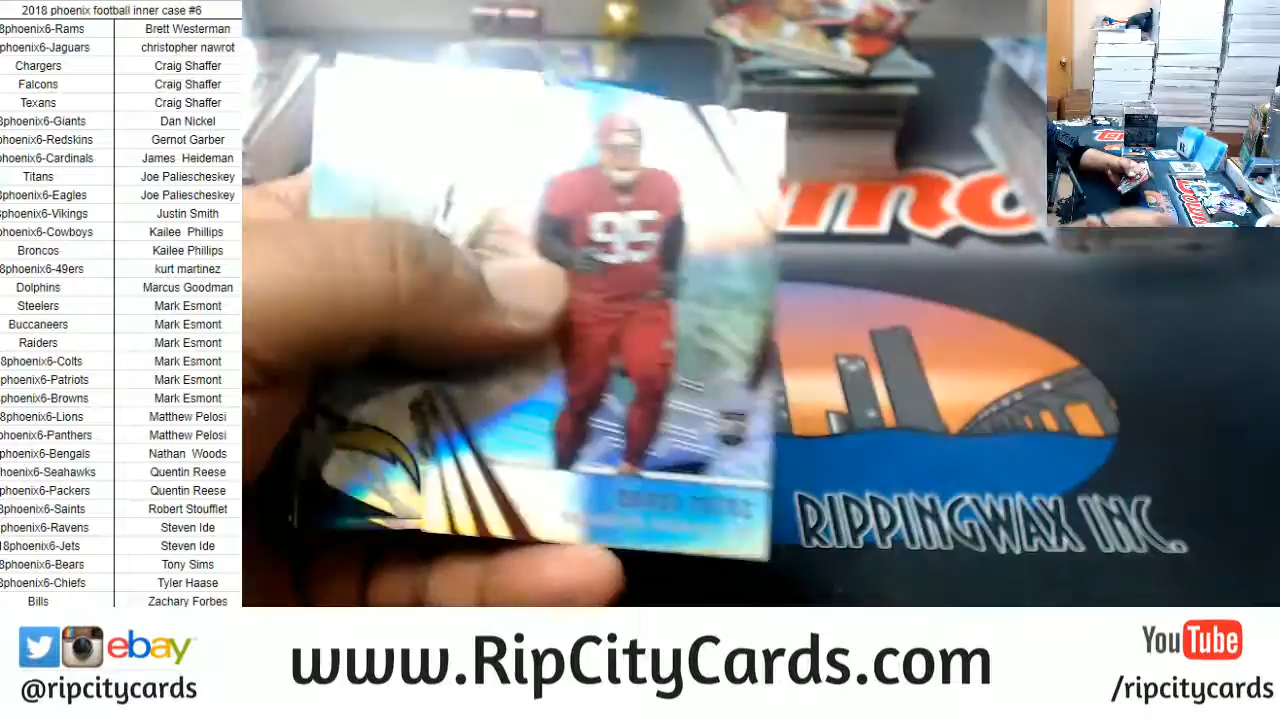 2018 phoenix football inner case #6
8phoenix6-Rams Brett Westerman
phoenix6-Jaguars christopher nawrot
Chargers Craig Shaffer
Falcons Craig Shaffer
Texans Craig Shaffer
8phoenix6-Giants Dan Nickel
phoenix6-Redskins Gernot Garber
phoenix6-Cardinals James Heideman
Titans Joe Paliescheskey
phoenix6-Eagles Joe Paliescheskey
phoenix6-Vikings Justin Smith
phoenix6-Cowboys Kailee Phillips
Broncos Kailee Phillips
8phoenix6-49ers kurt martinez
Dolphins Marcus Goodman
Steelers Mark Esmont
Buccaneers Mark Esmont
Raiders Mark Esmont
8phoenix6-Colts Mark Esmont
phoenix6-Patriots Mark Esmont
phoenix6-Browns Mark Esmont
8phoenix6-Lions Matthew Pelosi
phoenix6-Panthers Matthew Pelosi
phoenix6-Bengals Nathan Woods
hoenix6-Seahawks Quentin Reese
phoenix6-Packers Quentin Reese
8phoenix6-Saints Robert Stoufflet
phoenix6-Ravens Steven Ide
18phoenix6-Jets Steven Ide
8phoenix6-Bears Tony Sims
phoenix6-Chiefs Tyler Haase
Bills Zachary Forbes
95
RIPPINGWAX INC.
ebay
@ripcitycards
www.RipCityCards.com
YouTube
/ripcitycards